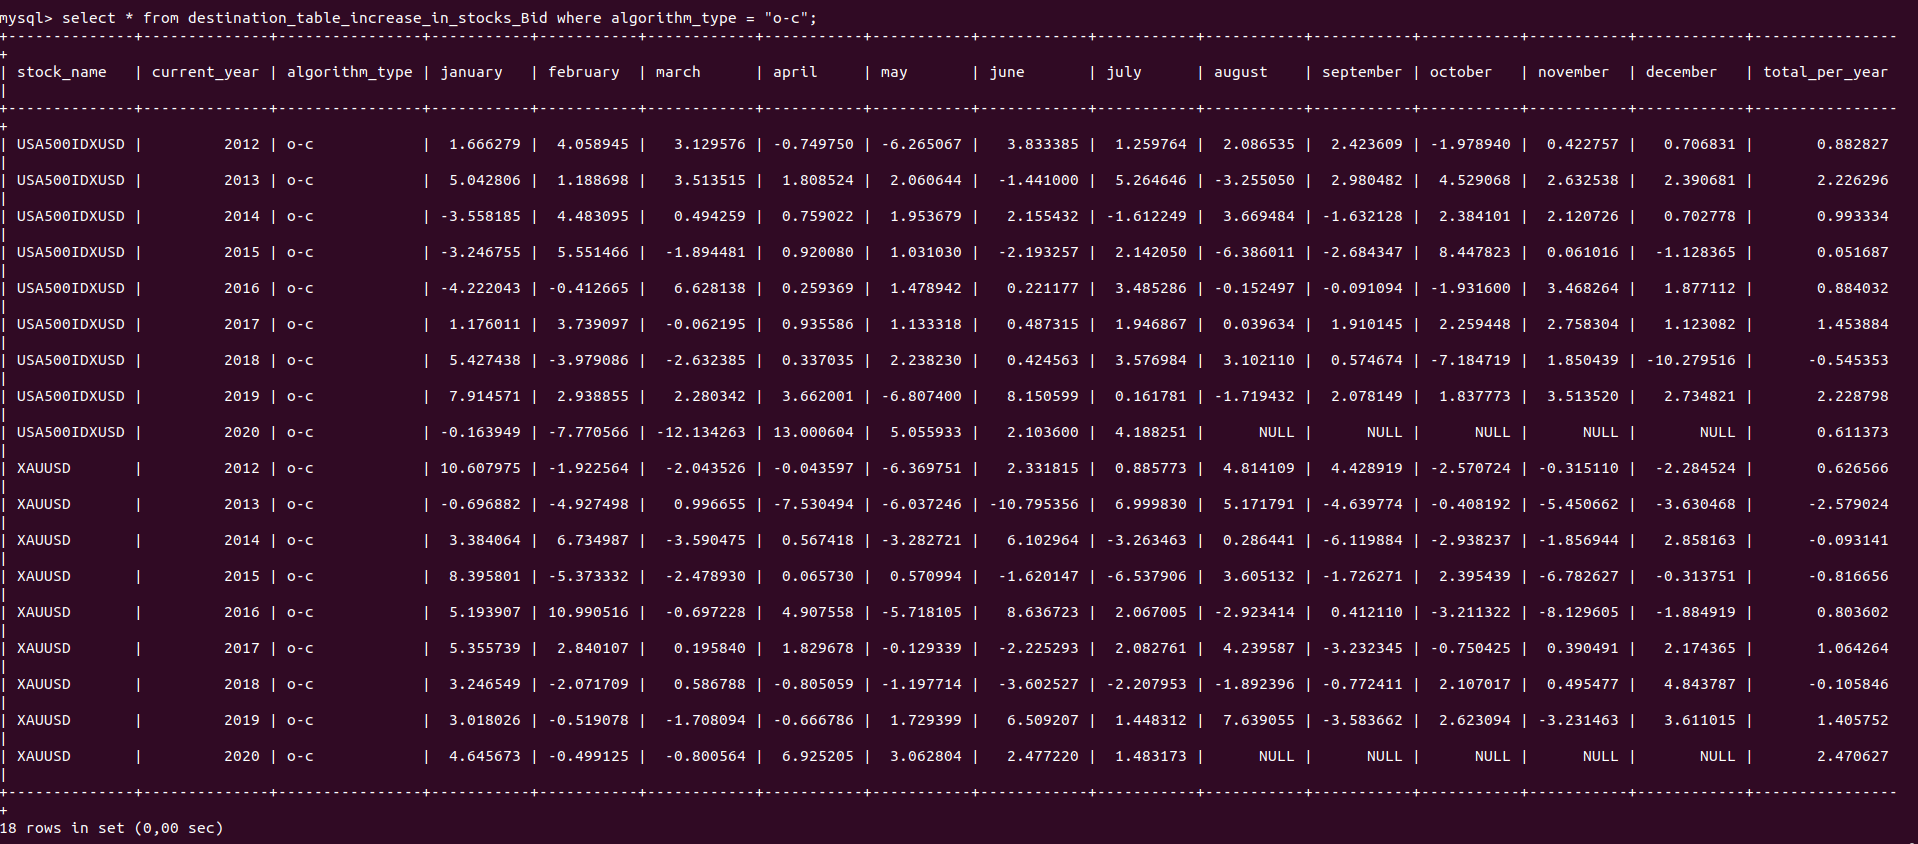 mysql> select * from destination_table_increase_in_stocks_Bid where algorithm_type = "o-c";
+--------------+--------------+----------------+-----------+-----------+------------+-----------+-----------+------------+-----------+-----------+-----------+-----------+-----------+------------+----------------
+
| stock_name   | current_year | algorithm_type | january   | february  | march      | april     | may       | june       | july      | august    | september | october   | november  | december   | total_per_year
|
+--------------+--------------+----------------+-----------+-----------+------------+-----------+-----------+------------+-----------+-----------+-----------+-----------+-----------+------------+----------------
+
| USA500IDXUSD |         2012 | o-c            |  1.666279 |  4.058945 |   3.129576 | -0.749750 | -6.265067 |   3.833385 |  1.259764 |  2.086535 |  2.423609 | -1.978940 |  0.422757 |   0.706831 |       0.882827
|
| USA500IDXUSD |         2013 | o-c            |  5.042806 |  1.188698 |   3.513515 |  1.808524 |  2.060644 |  -1.441000 |  5.264646 | -3.255050 |  2.980482 |  4.529068 |  2.632538 |   2.390681 |       2.226296
|
| USA500IDXUSD |         2014 | o-c            | -3.558185 |  4.483095 |   0.494259 |  0.759022 |  1.953679 |   2.155432 | -1.612249 |  3.669484 | -1.632128 |  2.384101 |  2.120726 |   0.702778 |       0.993334
|
| USA500IDXUSD |         2015 | o-c            | -3.246755 |  5.551466 |  -1.894481 |  0.920080 |  1.031030 |  -2.193257 |  2.142050 | -6.386011 | -2.684347 |  8.447823 |  0.061016 |  -1.128365 |       0.051687
|
| USA500IDXUSD |         2016 | o-c            | -4.222043 | -0.412665 |   6.628138 |  0.259369 |  1.478942 |   0.221177 |  3.485286 | -0.152497 | -0.091094 | -1.931600 |  3.468264 |   1.877112 |       0.884032
|
| USA500IDXUSD |         2017 | o-c            |  1.176011 |  3.739097 |  -0.062195 |  0.935586 |  1.133318 |   0.487315 |  1.946867 |  0.039634 |  1.910145 |  2.259448 |  2.758304 |   1.123082 |       1.453884
|
| USA500IDXUSD |         2018 | o-c            |  5.427438 | -3.979086 |  -2.632385 |  0.337035 |  2.238230 |   0.424563 |  3.576984 |  3.102110 |  0.574674 | -7.184719 |  1.850439 | -10.279516 |      -0.545353
|
| USA500IDXUSD |         2019 | o-c            |  7.914571 |  2.938855 |   2.280342 |  3.662001 | -6.807400 |   8.150599 |  0.161781 | -1.719432 |  2.078149 |  1.837773 |  3.513520 |   2.734821 |       2.228798
|
| USA500IDXUSD |         2020 | o-c            | -0.163949 | -7.770566 | -12.134263 | 13.000604 |  5.055933 |   2.103600 |  4.188251 |      NULL |      NULL |      NULL |      NULL |       NULL |       0.611373
|
| XAUUSD       |         2012 | o-c            | 10.607975 | -1.922564 |  -2.043526 | -0.043597 | -6.369751 |   2.331815 |  0.885773 |  4.814109 |  4.428919 | -2.570724 | -0.315110 |  -2.284524 |       0.626566
|
| XAUUSD       |         2013 | o-c            | -0.696882 | -4.927498 |   0.996655 | -7.530494 | -6.037246 | -10.795356 |  6.999830 |  5.171791 | -4.639774 | -0.408192 | -5.450662 |  -3.630468 |      -2.579024
|
| XAUUSD       |         2014 | o-c            |  3.384064 |  6.734987 |  -3.590475 |  0.567418 | -3.282721 |   6.102964 | -3.263463 |  0.286441 | -6.119884 | -2.938237 | -1.856944 |   2.858163 |      -0.093141
|
| XAUUSD       |         2015 | o-c            |  8.395801 | -5.373332 |  -2.478930 |  0.065730 |  0.570994 |  -1.620147 | -6.537906 |  3.605132 | -1.726271 |  2.395439 | -6.782627 |  -0.313751 |      -0.816656
|
| XAUUSD       |         2016 | o-c            |  5.193907 | 10.990516 |  -0.697228 |  4.907558 | -5.718105 |   8.636723 |  2.067005 | -2.923414 |  0.412110 | -3.211322 | -8.129605 |  -1.884919 |       0.803602
|
| XAUUSD       |         2017 | o-c            |  5.355739 |  2.840107 |   0.195840 |  1.829678 | -0.129339 |  -2.225293 |  2.082761 |  4.239587 | -3.232345 | -0.750425 |  0.390491 |   2.174365 |       1.064264
|
| XAUUSD       |         2018 | o-c            |  3.246549 | -2.071709 |   0.586788 | -0.805059 | -1.197714 |  -3.602527 | -2.207953 | -1.892396 | -0.772411 |  2.107017 |  0.495477 |   4.843787 |      -0.105846
|
| XAUUSD       |         2019 | o-c            |  3.018026 | -0.519078 |  -1.708094 | -0.666786 |  1.729399 |   6.509207 |  1.448312 |  7.639055 | -3.583662 |  2.623094 | -3.231463 |   3.611015 |       1.405752
|
| XAUUSD       |         2020 | o-c            |  4.645673 | -0.499125 |  -0.800564 |  6.925205 |  3.062804 |   2.477220 |  1.483173 |      NULL |      NULL |      NULL |      NULL |       NULL |       2.470627
|
+--------------+--------------+----------------+-----------+-----------+------------+-----------+-----------+------------+-----------+-----------+-----------+-----------+-----------+------------+----------------
+
18 rows in set (0,00 sec)